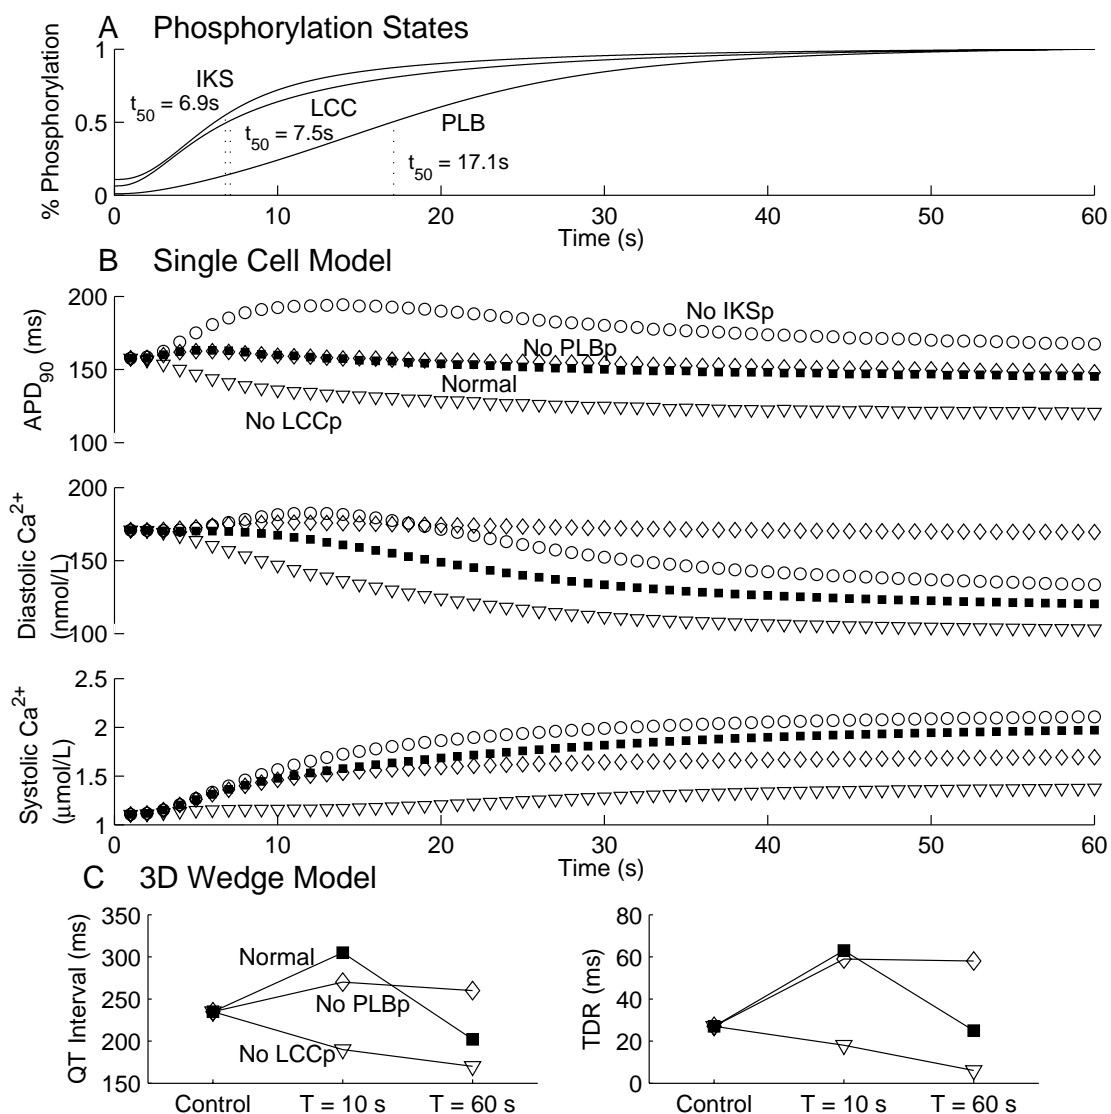 A Phosphorylation States
% Phosphorylation
1
0.5
0
IKS
t50 = 6.9s
LCC
t50 = 7.5s
PLB
t50 = 17.1s
0 10 20 30 40 50 60
Time (s)
B Single Cell Model
APD90 (ms)
200
150
100
No IKSp
No PLBp
Normal
No LCCp
Diastolic Ca2+
(nmol/L)
200
150
100
Systolic Ca2+
(μmol/L)
2.5
2
1.5
1
0 10 20 30 40 50 60
Time (s)
C 3D Wedge Model
QT Interval (ms)
350
300
250
200
150
Normal
No PLBp
No LCCp
Control T = 10 s T = 60 s
TDR (ms)
80
60
40
20
0
Control T = 10 s T = 60 s